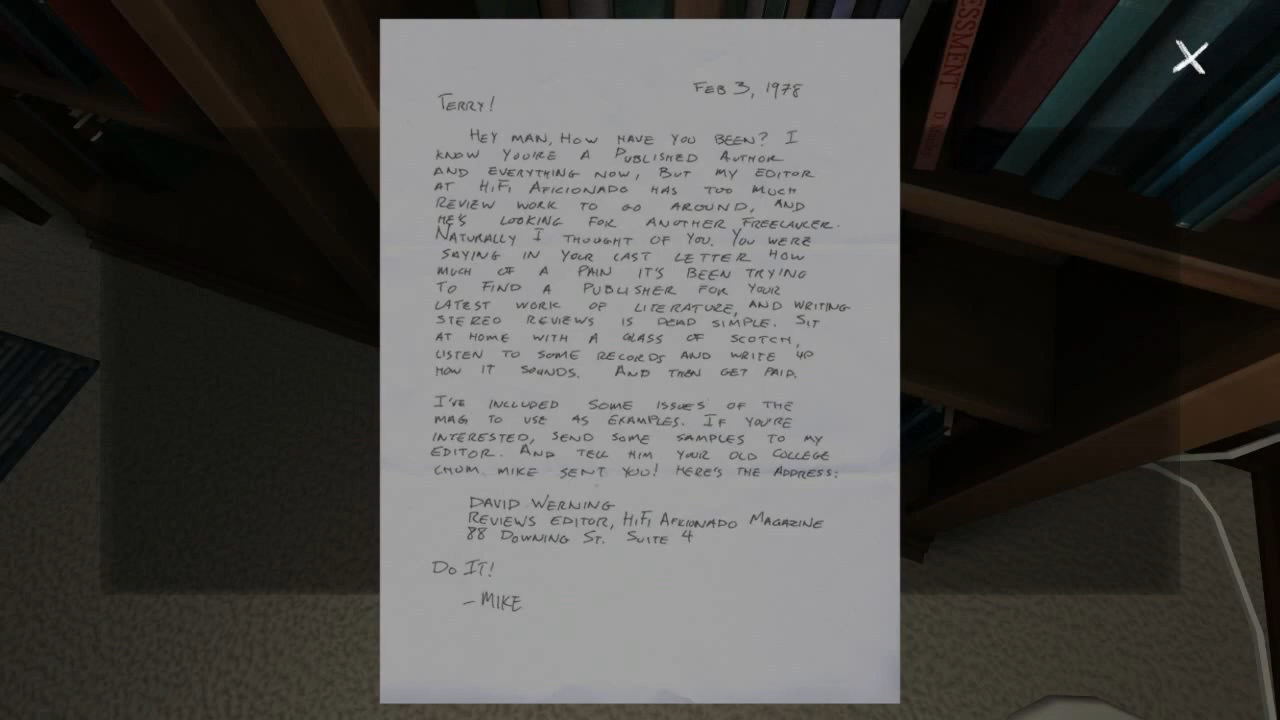 FEB 3, 1978
TERRY!
HEY MAN, HOW HAVE YOU BEEN? I
KNOW YOU'RE A PUBLISHED AUTHOR
AND EVERYTHING NOW, BUT MY EDITOR
AT HIFI AFICIONADO HAS TOO MUCH
REVIEW WORK TO GO AROUND, AND
HE'S LOOKING FOR ANOTHER FREELANCER.
NATURALLY I THOUGHT OF YOU. YOU WERE
SAYING IN YOUR LAST LETTER HOW
MUCH OF A PAIN IT'S BEEN TRYING
TO FIND A PUBLISHER FOR YOUR
LATEST WORK OF LITERATURE, AND WRITING
STEREO REVIEWS IS DEAD SIMPLE. SIT
AT HOME WITH A GLASS OF SCOTCH,
LISTEN TO SOME RECORDS AND WRITE UP
HOW IT SOUNDS. AND THEN GET PAID.
I'VE INCLUDED SOME ISSUES OF THE
MAG TO USE AS EXAMPLES. IF YOU'RE
INTERESTED, SEND SOME SAMPLES TO MY
EDITOR. AND TELL HIM YOUR OLD COLLEGE
CHUM MIKE SENT YOU! HERE'S THE ADDRESS:
DAVID WERNING
REVIEWS EDITOR, HIFI AFICIONADO MAGAZINE
88 DOWNING ST. SUITE 4
DO IT!
- MIKE
ESSMENT